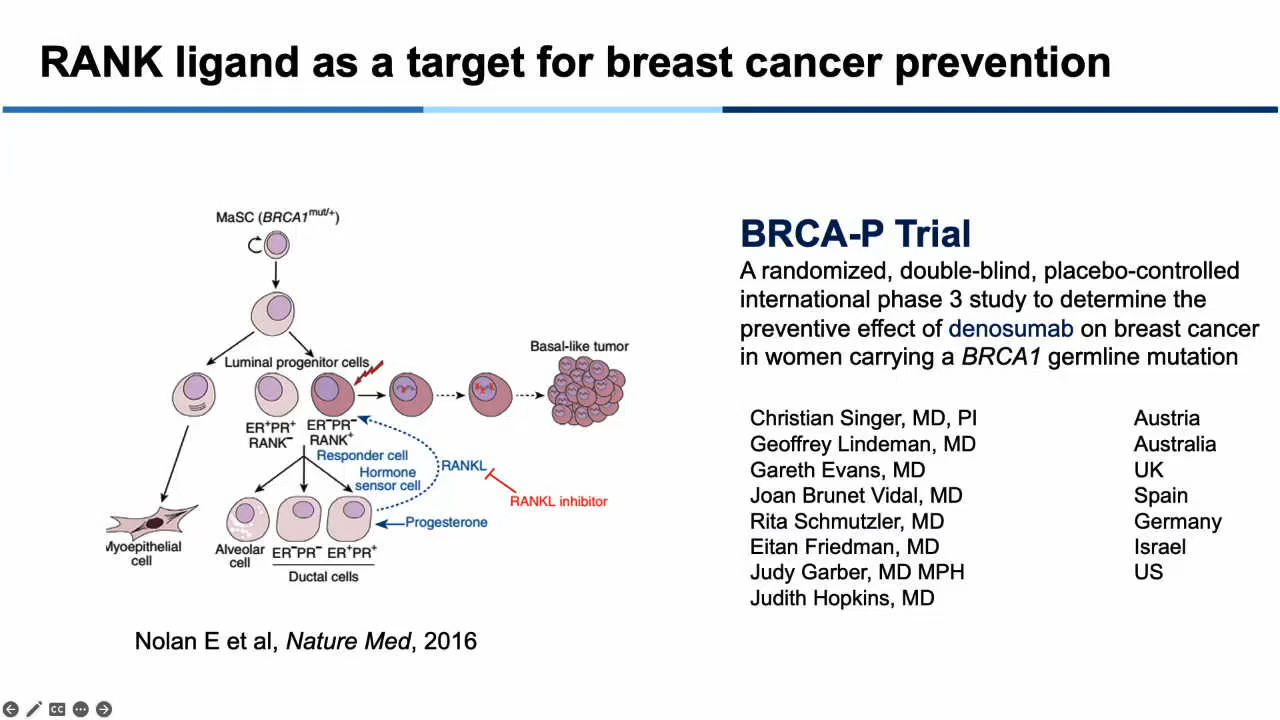 RANK ligand as a target for breast cancer prevention
MaSC (BRCA1mut/+)
Luminal progenitor cells
Basal-like tumor
ER+PR+
RANK−
ER−PR−
RANK+
Responder cell
Hormone
sensor cell
RANKL
RANKL inhibitor
Progesterone
Myoepithelial
cell
Alveolar
cell
ER−PR− ER+PR+
Ductal cells
Nolan E et al, Nature Med, 2016
BRCA-P Trial
A randomized, double-blind, placebo-controlled
international phase 3 study to determine the
preventive effect of denosumab on breast cancer
in women carrying a BRCA1 germline mutation
Christian Singer, MD, PI Austria
Geoffrey Lindeman, MD Australia
Gareth Evans, MD UK
Joan Brunet Vidal, MD Spain
Rita Schmutzler, MD Germany
Eitan Friedman, MD Israel
Judy Garber, MD MPH US
Judith Hopkins, MD
CC